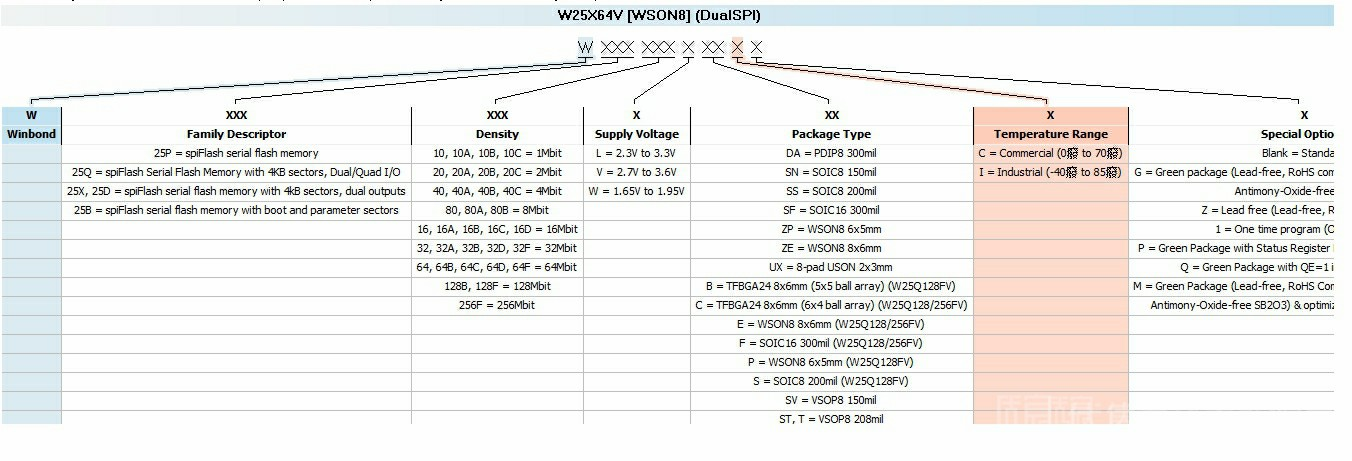 W25X64V [WSON8] (DualSPI)
W XXX XXX X XX X X
W XXX XXX X XX X X
Winbond Family Descriptor Density Supply Voltage Package Type Temperature Range Special Optio
25P = spiFlash serial flash memory 10, 10A, 10B, 10C = 1Mbit L = 2.3V to 3.3V DA = PDIP8 300mil C = Commercial (0 to 70 ) Blank = Standa
25Q = spiFlash Serial Flash memory with 4KB sectors, Dual/Quad I/O 20, 20A, 20B, 20C = 2Mbit V = 2.7V to 3.6V SN = SOIC8 150mil I = Industrial (-40 to 85 ) G = Green package (Lead-free, RoHS com
25X, 25D = spiFlash serial flash memory with 4kB sectors, dual outputs 40, 40A, 40B, 40C = 4Mbit W = 1.65V to 1.95V SS = SOIC8 200mil Antimony-Oxide-free
25B = spiFlash serial flash memory with boot and parameter sectors 80, 80A, 80B = 8Mbit SF = SOIC16 300mil Z = Lead free (Lead-free, R
16, 16A, 16B, 16C, 16D = 16Mbit ZP = WSON8 6x5mm 1 = One time program (O
32, 32A, 32B, 32D, 32F = 32Mbit ZE = WSON8 8x6mm P = Green Package with Status Register
64, 64B, 64C, 64D, 64F = 64Mbit UX = 8-pad USON 2x3mm Q = Green Package with QE=1 i
128B, 128F = 128Mbit B = TFBGA24 8x6mm (5x5 ball array) (W25Q128FV) M = Green Package (Lead-free, RoHS Com
256F = 256Mbit C = TFBGA24 8x6mm (6x4 ball array) (W25Q128/256FV) Antimony-Oxide-free SB2O3) & optimiz
E = WSON8 8x6mm (W25Q128/256FV)
F = SOIC16 300mil (W25Q128/256FV)
P = WSON8 6x5mm (W25Q128FV)
S = SOIC8 200mil (W25Q128FV)
SV = VSOP8 150mil
ST, T = VSOP8 208mil